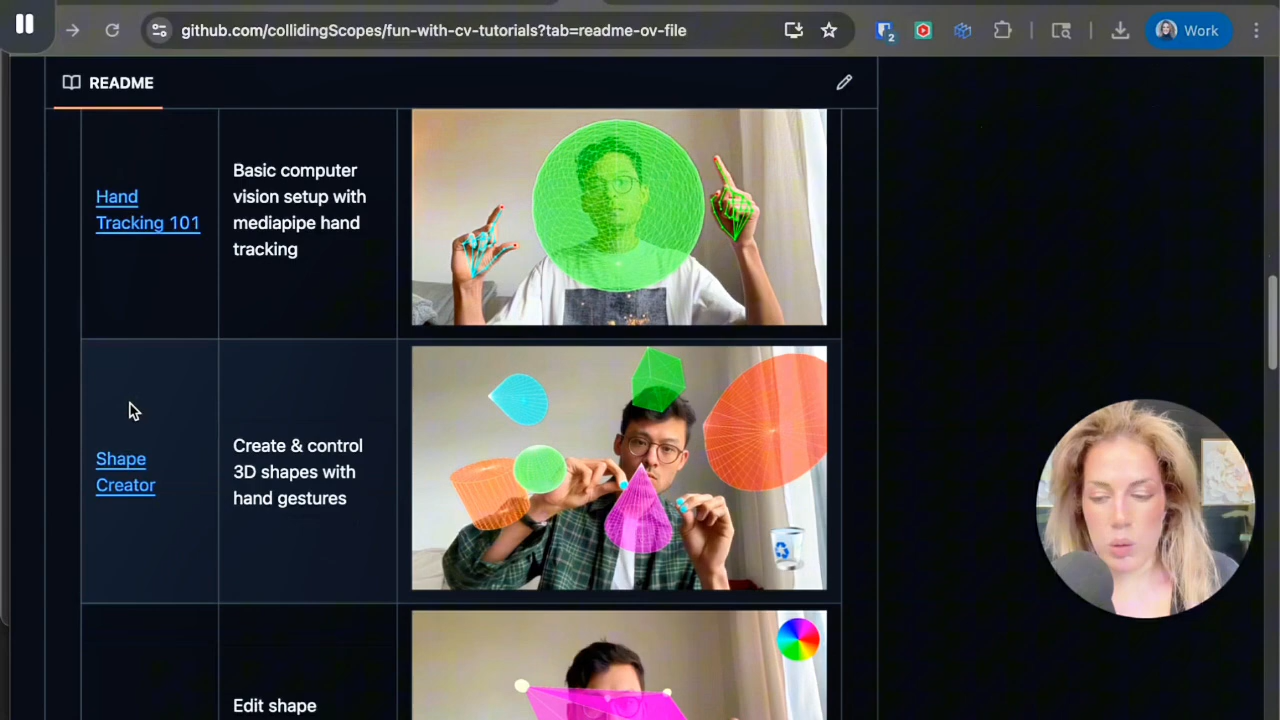 github.com/collidingScopes/fun-with-cv-tutorials?tab=readme-ov-file
2
Work
README
Hand
Tracking 101
Basic computer
vision setup with
mediapipe hand
tracking
Shape
Creator
Create & control
3D shapes with
hand gestures
Edit shape